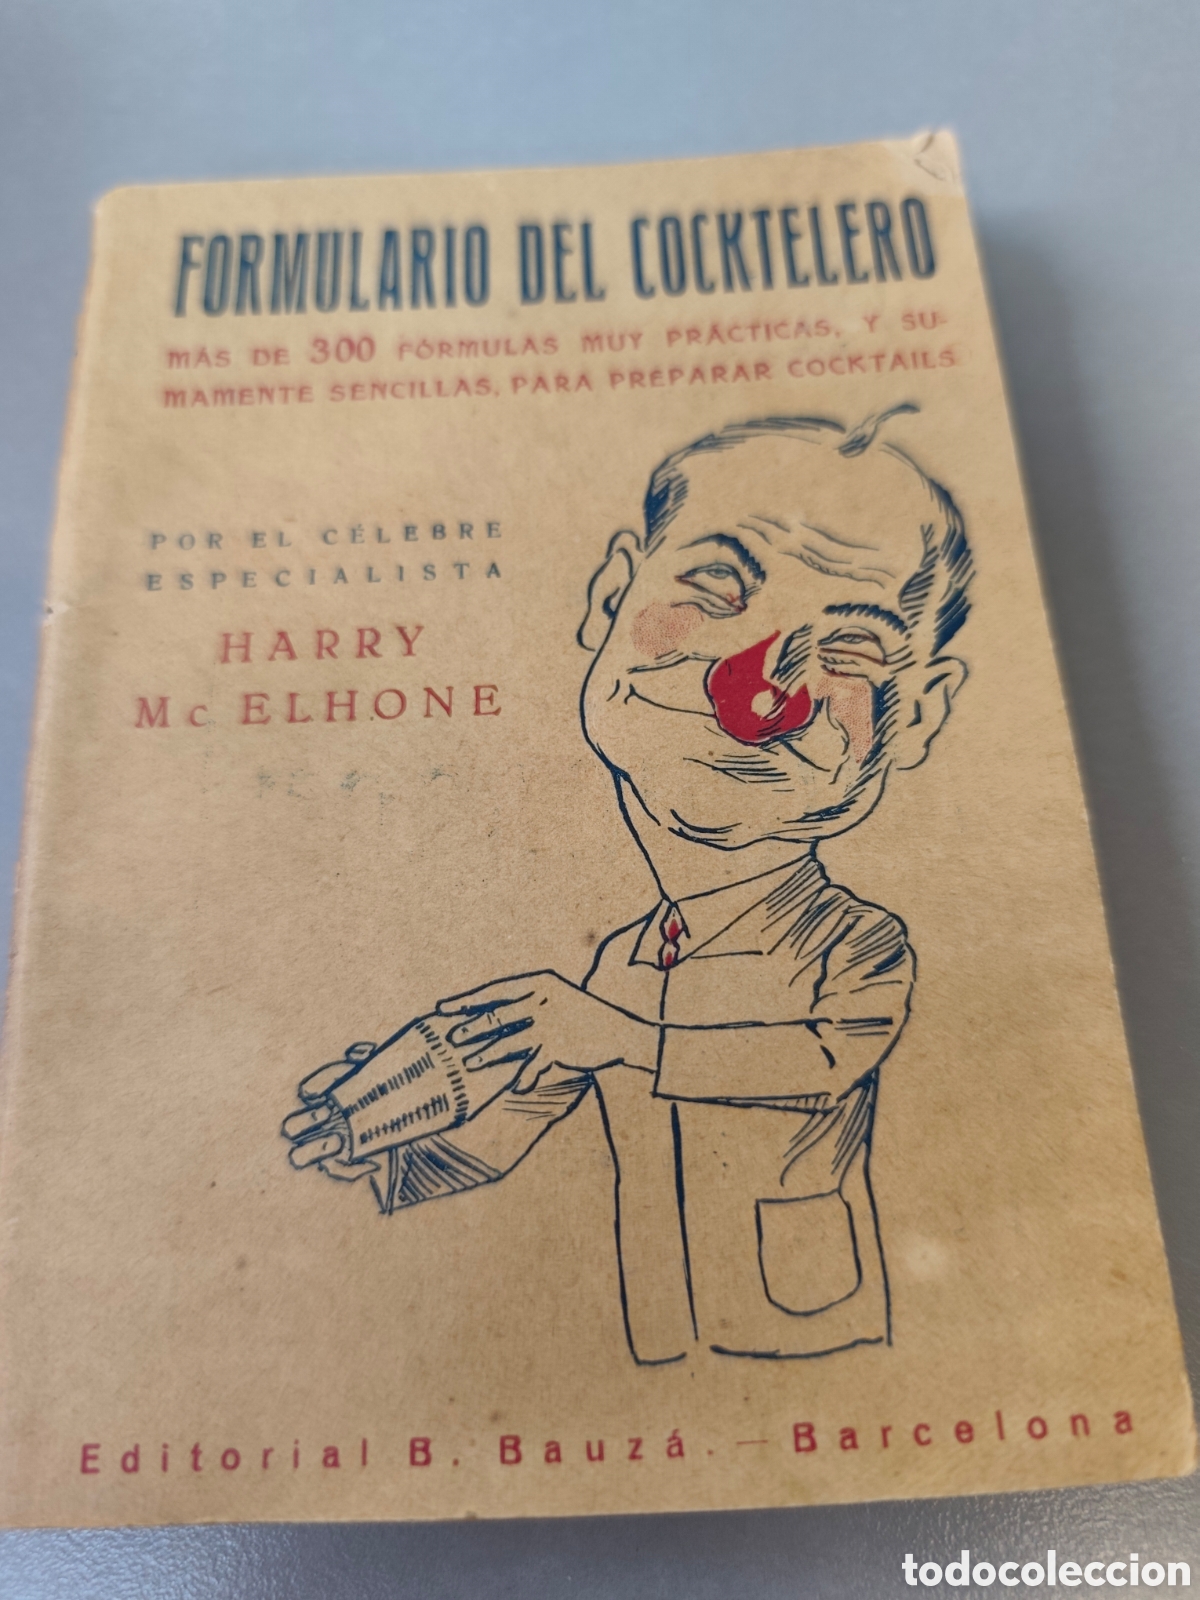 FORMULARIO DEL COCKTELERO
MÁS DE 300 FÓRMULAS MUY PRÁCTICAS, Y SU-
MAMENTE SENCILLAS, PARA PREPARAR COCKTAILS
POR EL CÉLEBRE
ESPECIALISTA
HARRY
Mc ELHONE
Editorial B. Bauzá. — Barcelona
todocoleccion